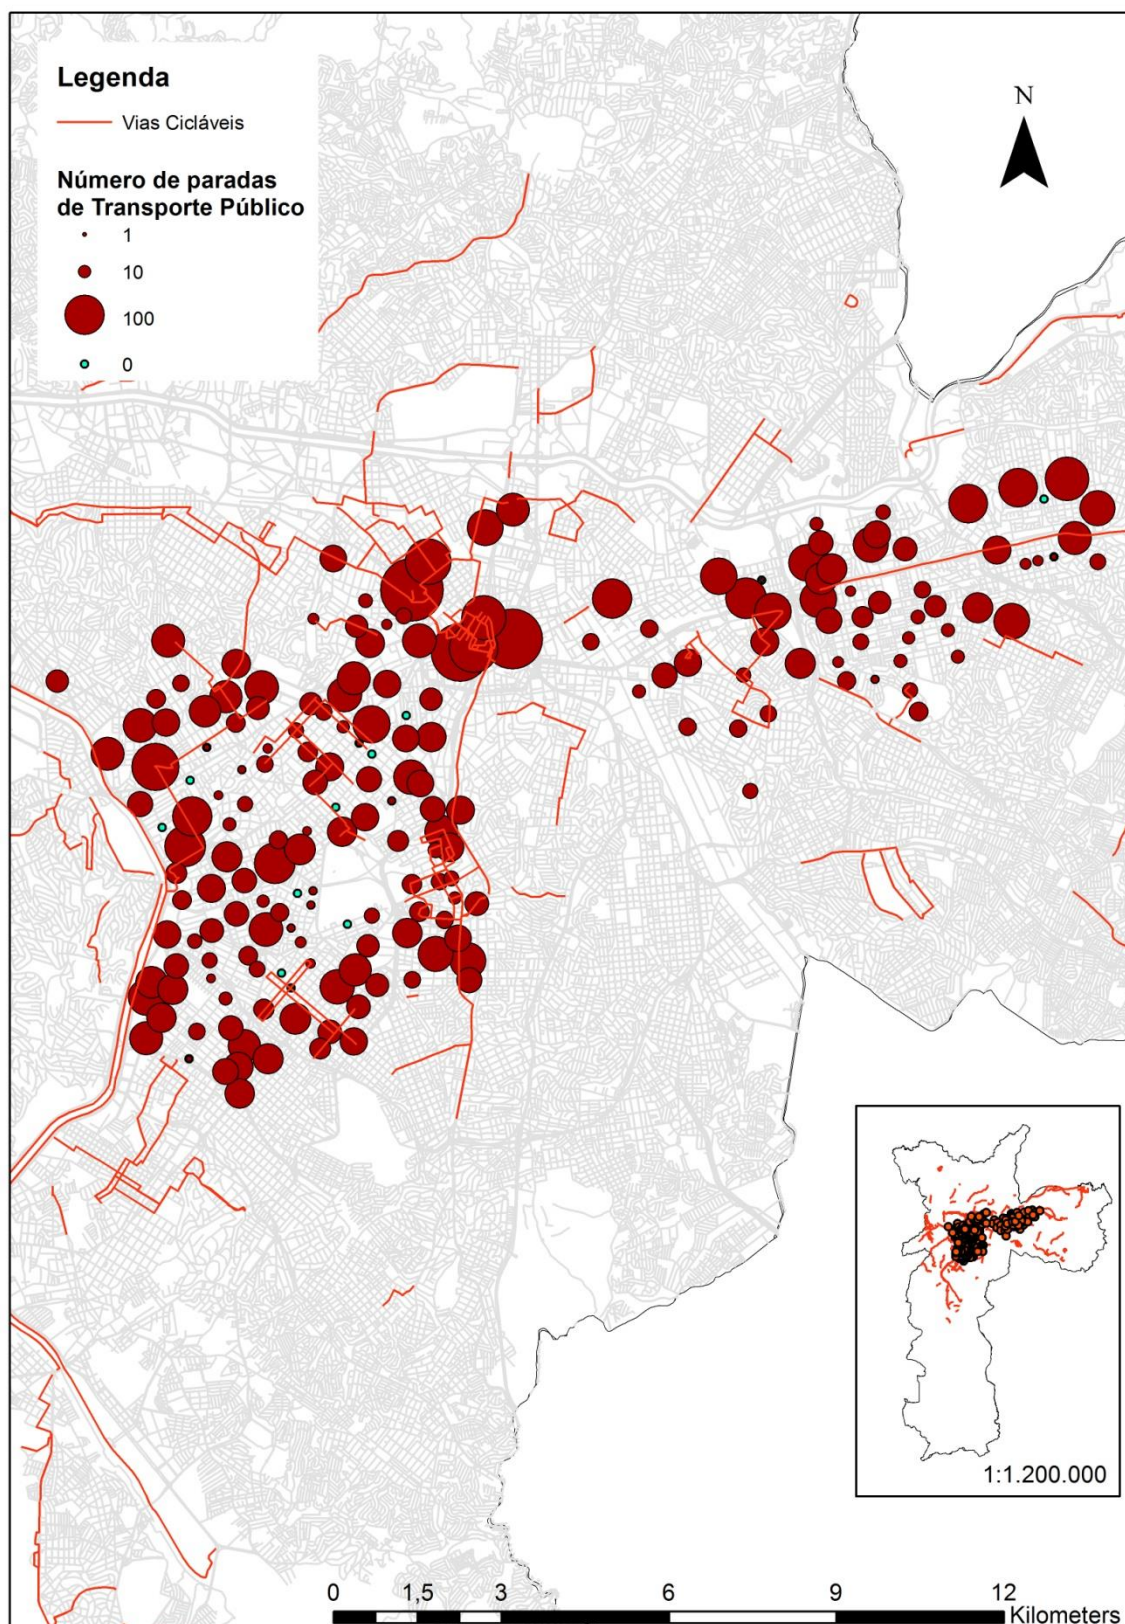 Legenda
Vias Cicláveis
Número de paradas
de Transporte Público
1
10
100
0
N
1:1.200.000
0 1,5 3 6 9 12
Kilometers